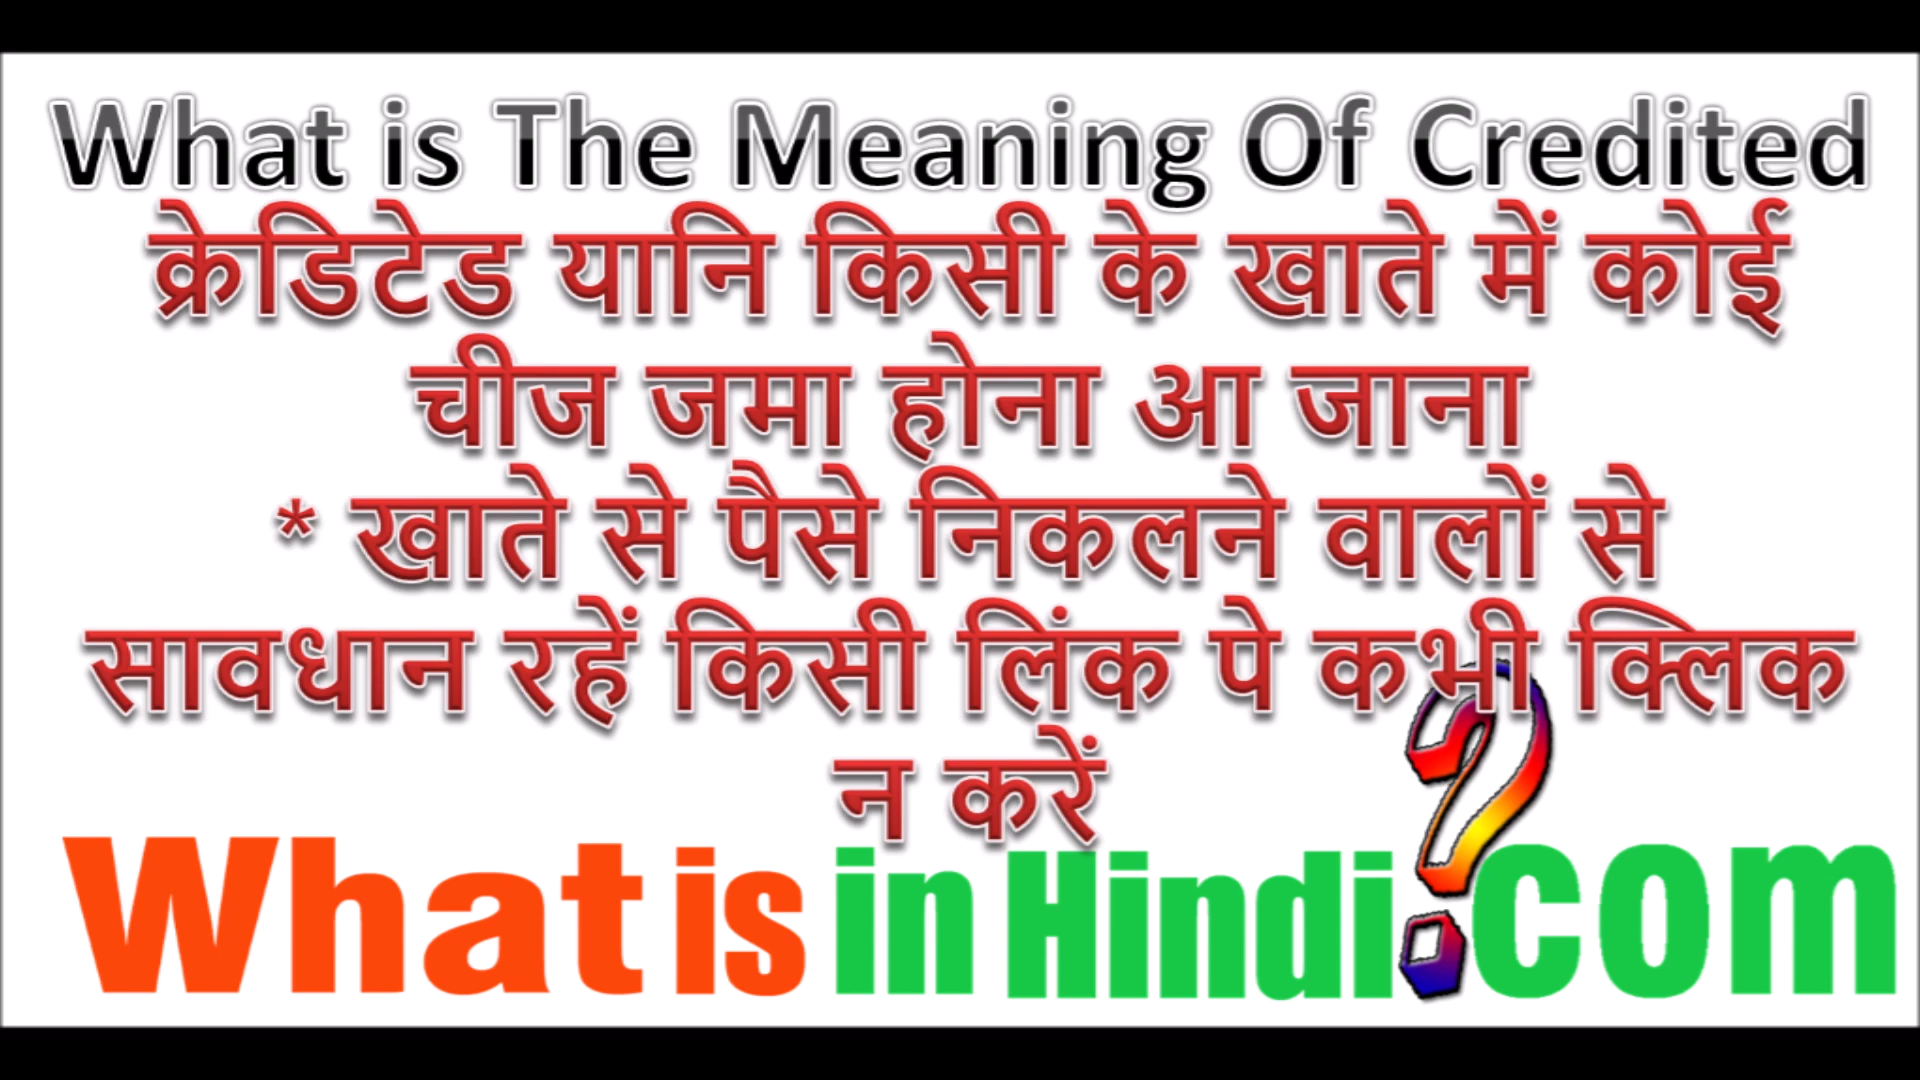 What is The Meaning Of Credited
क्रेडिटेड यानि किसी के खाते में कोई
चीज जमा होना आ जाना
* खाते से पैसे निकलने वालों से
सावधान रहें किसी लिंक पे कभी क्लिक
न करें
What is in Hindi.com
?